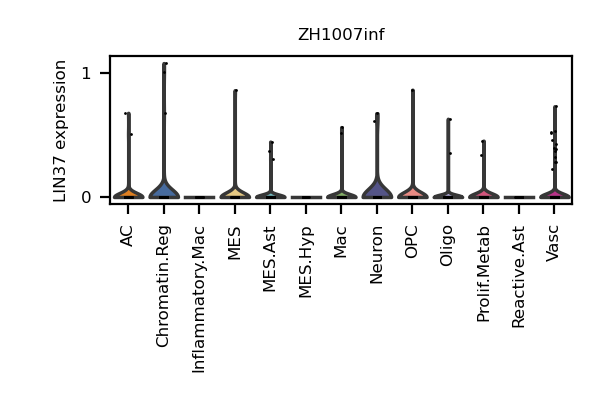 ZH1007inf
LIN37 expression
1
0
AC
Chromatin.Reg
Inflammatory.Mac
MES
MES.Ast
MES.Hyp
Mac
Neuron
OPC
Oligo
Prolif.Metab
Reactive.Ast
Vasc